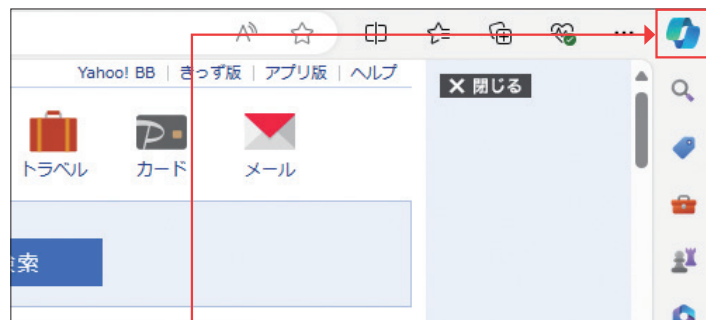 Yahoo! BB | きっず版 | アプリ版 | ヘルプ
✕ 閉じる
トラベル カード メール
検索